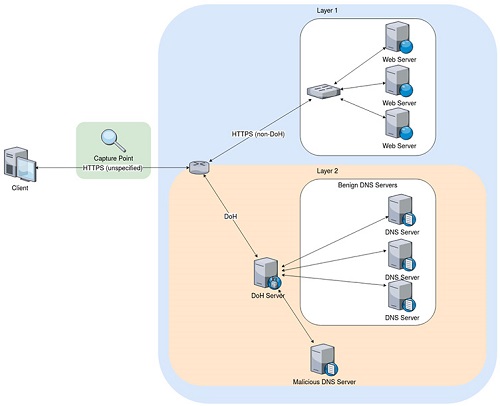 Layer 1
Web Server
Web Server
Web Server
HTTPS (non-DoH)
Capture Point
HTTPS (unspecified)
Client
Layer 2
Benign DNS Servers
DNS Server
DoH
DNS Server
DoH Server
DNS Server
Malicious DNS Server